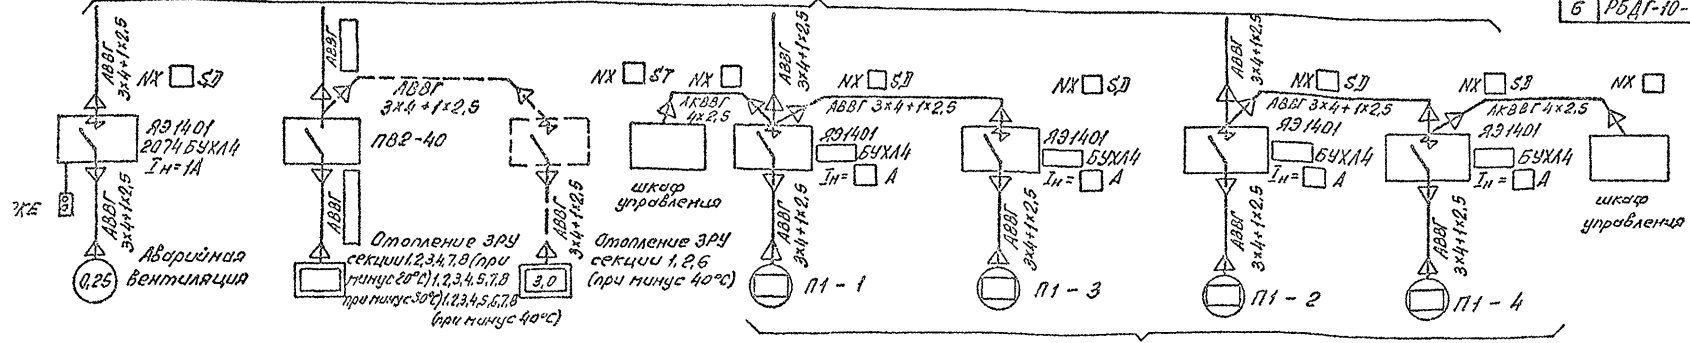 6 РБДГ-10-
АВВГ
3х4+1х2,5
NX SД
ЯЭ1401
2074 БУХЛ4
Iн=1А
АВВГ
3х4+1х2,5
0,25
Аварийная
вентиляция
АВВГ
АВВГ
3х4+1х2,5
ПВ2-40
АВВГ
Отопление ЗРУ
секции 1,2,3,4,7,8 (при
минус 20°С) 1,2,3,4,5,7,8
при минус 30°С) 1,2,3,4,5,6,7,8
(при минус 40°С)
АВВГ
3х4+1х2,5
3,0
Отопление ЗРУ
секции 1,2,6
(при минус 40°С)
NX SТ
шкаф
управления
NX
АКВВГ
4х2,5
АВВГ
3х4+1х2,5
NX SД
АВВГ 3х4+1х2,5
ЯЭ1401
БУХЛ4
Iн= А
АВВГ
3х4+1х2,5
П1-1
NX SД
ЯЭ1401
БУХЛ4
Iн= А
АВВГ
3х4+1х2,5
П1-3
АВВГ
3х4+1х2,5
NX SД
АВВГ 3х4+1х2,5
ЯЭ1401
БУХЛ4
Iн= А
АВВГ
3х4+1х2,5
П1-2
NX SД
АКВВГ 4х2,5
ЯЭ1401
БУХЛ4
Iн= А
АВВГ
3х4+1х2,5
П1-4
NX
шкаф
управления